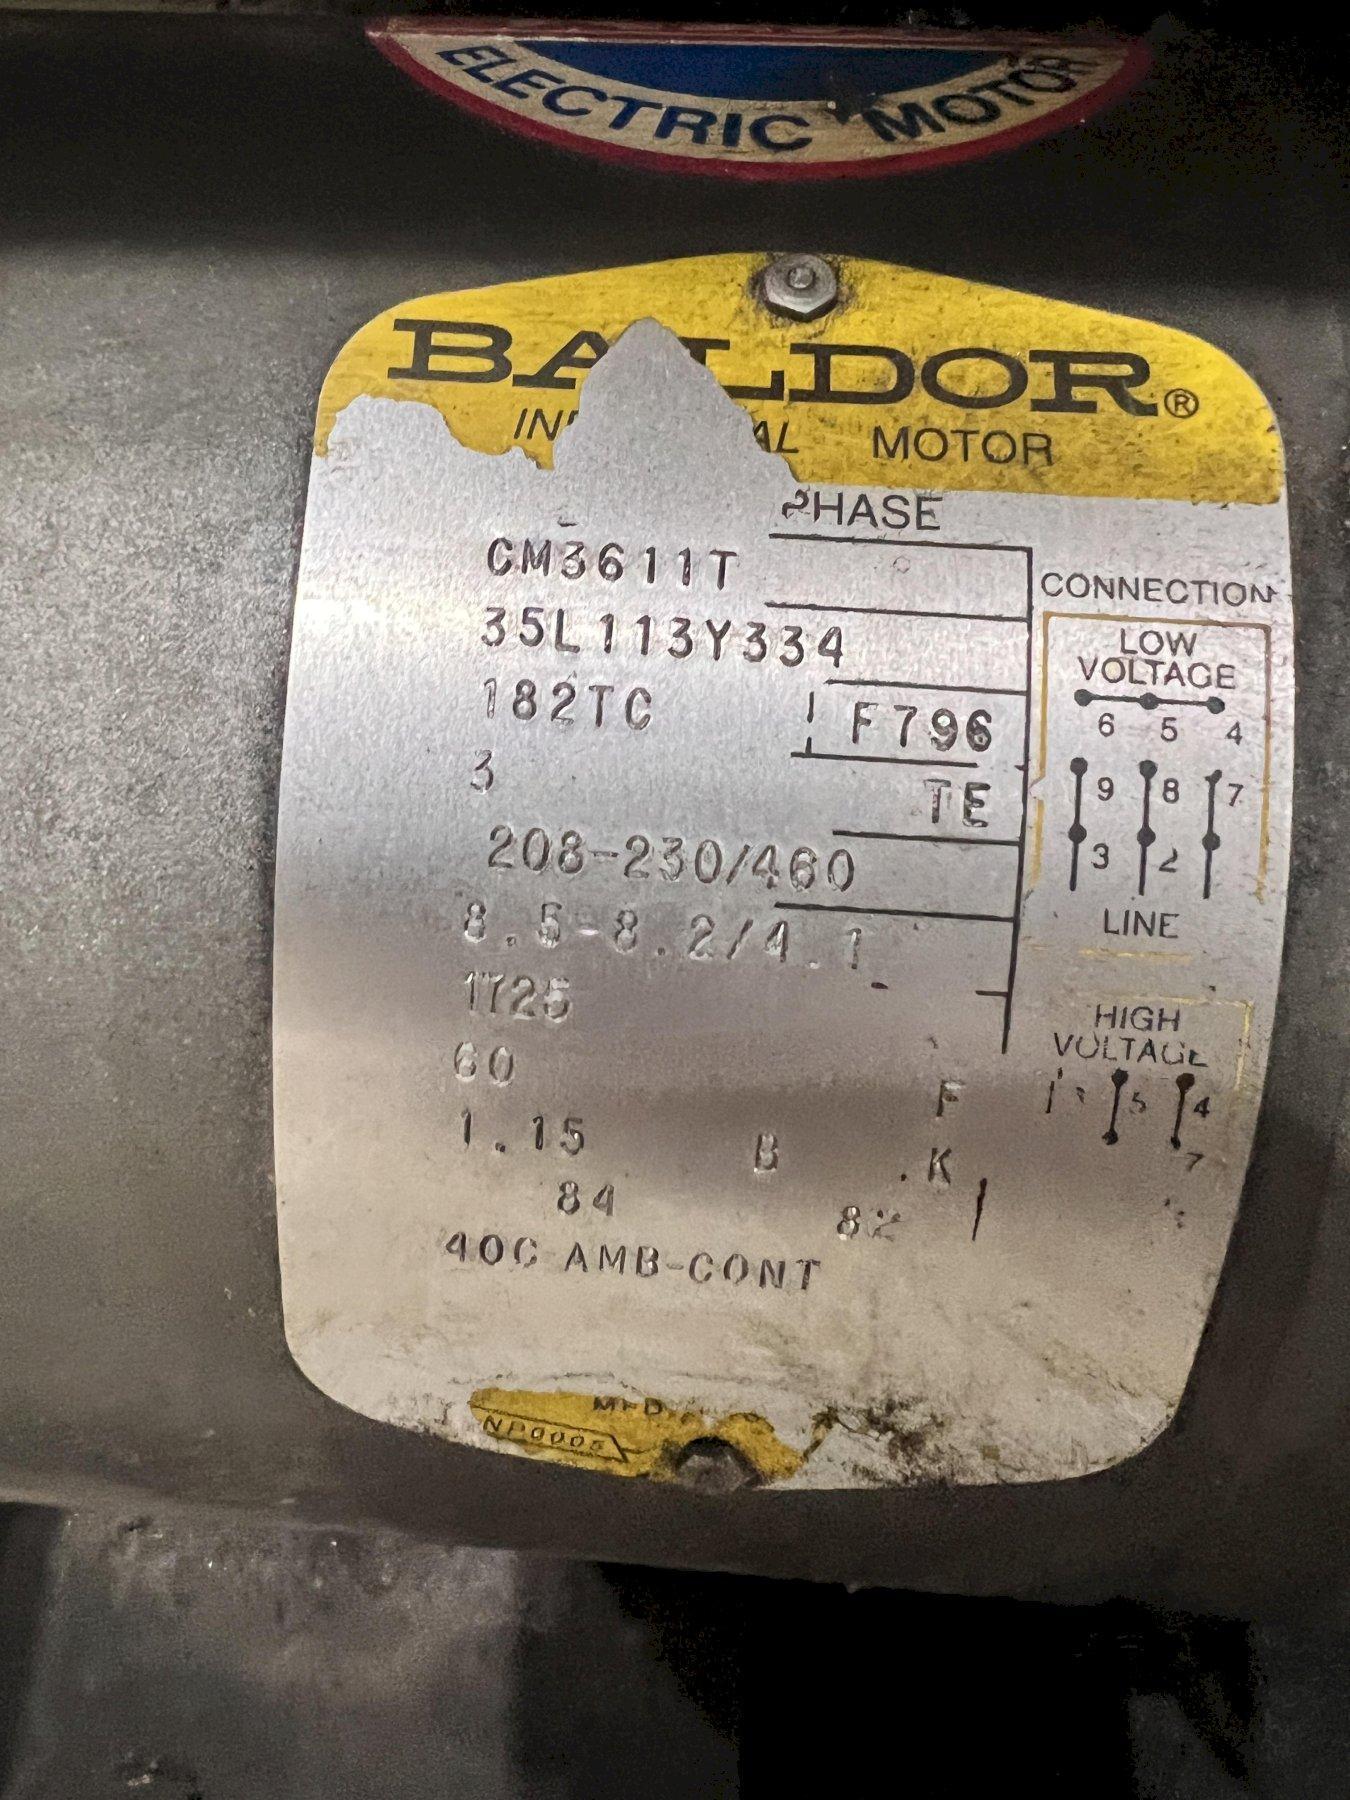 ELECTRIC MOTOR
BALDOR®
MOTOR
PHASE
CM3611T
35L113Y334
182TC F796
3 TE
208-230/460
8.5-8.2/4.1
1725
60 F
1.15 B K
84 82
40C AMB-CONT
CONNECTION
LOW
VOLTAGE
6 5 4
9 8 7
3 2
LINE
HIGH
VOLTAGE
5 4
7
NP0005